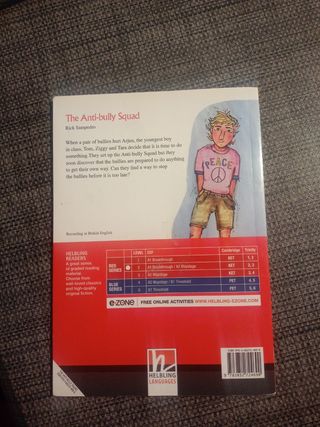 The Anti-bully Squad
Rick Sampedro
When a pair of bullies hurt Arjun, the youngest boy
in class, Tom, Ziggy and Tara decide that it is time to do
something. They set up the Anti-bully Squad but they
soon discover that the bullies are prepared to do anything
to get their own way. Can they find a way to stop
the bullies before it is too late?
PEACE
Recording in British English
HELBLING
READERS
A great series
of graded reading
material.
Choose from
well-loved classics
and high-quality
original fiction.
LEVEL CEF Cambridge Trinity
RED
SERIES
1 A1 Breakthrough KET 1, 2
2 A1 Breakthrough / A2 Waystage KET 2, 3
3 A2 Waystage KET 3, 4
BLUE
SERIES
4 A2 Waystage / B1 Threshold PET 4, 5
5 B1 Threshold PET 5, 6
e-zone FREE ONLINE ACTIVITIES WWW.HELBLING-EZONE.COM
HELBLING
LANGUAGES